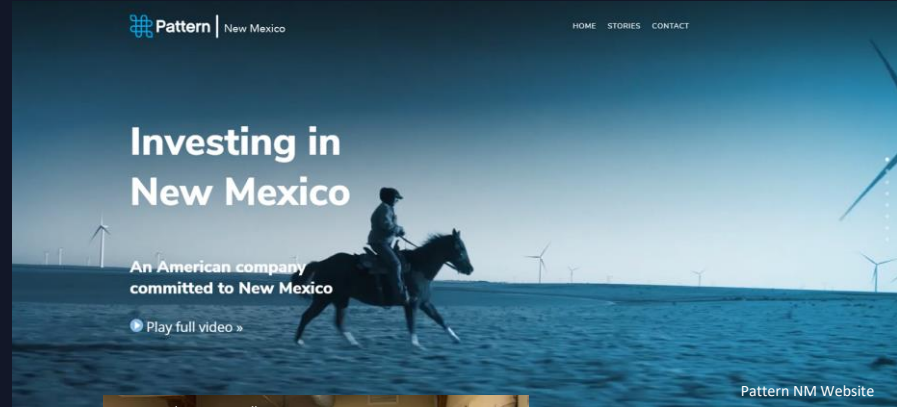 Pattern | New Mexico
HOME STORIES CONTACT
Investing in
New Mexico
An American company
committed to New Mexico
Play full video »
Pattern NM Website